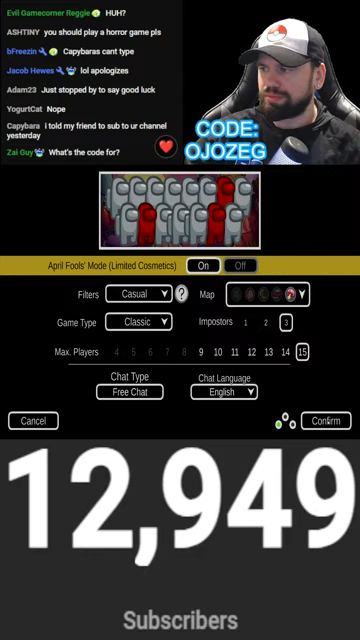 Evil Gamecorner Reggie HUH?
ASHTINY you should play a horror game pls
bFreezin Capybaras cant type
Jacob Hewes lol apologizes
Adam23 Just stopped by to say good luck
YogurtCat Nope
Capybara i told my friend to sub to ur channel
yesterday
Zai Guy What's the code for?
CODE:
OJOZEG
April Fools' Mode (Limited Cosmetics) On Off
Filters Casual ? Map
Game Type Classic Impostors 1 2 3
Max. Players 4 5 6 7 8 9 10 11 12 13 14 15
Chat Type Chat Language
Free Chat English
Cancel Confirm
12,949
Subscribers